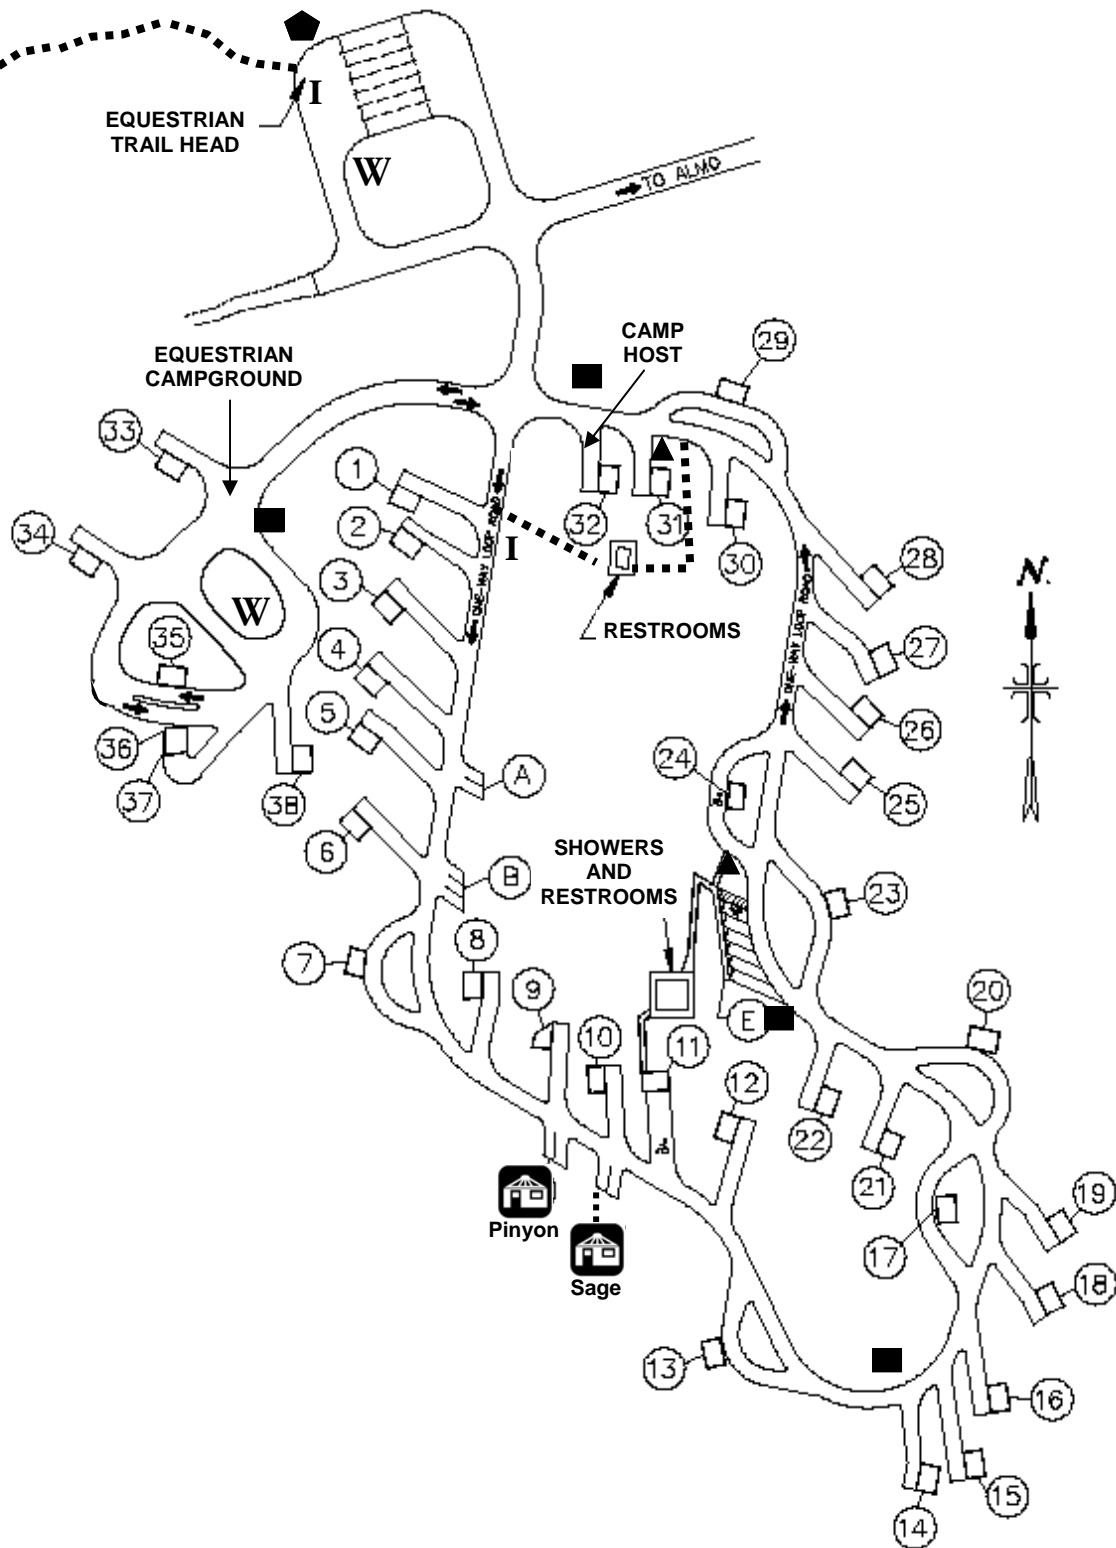 I
EQUESTRIAN
TRAIL HEAD
W
TO ALMO
CAMP
HOST
EQUESTRIAN
CAMPGROUND
29
33
1
34
2
32
31
30
I
ONE-WAY LOOP ROAD
28
N.
3
W
RESTROOMS
35
4
ONE-WAY LOOP ROAD
27
5
26
36
24
A
37
38
25
6
SHOWERS
AND
RESTROOMS
B
23
7
8
9
20
E
10
11
12
22
21
19
Pinyon
17
Sage
18
13
16
15
14